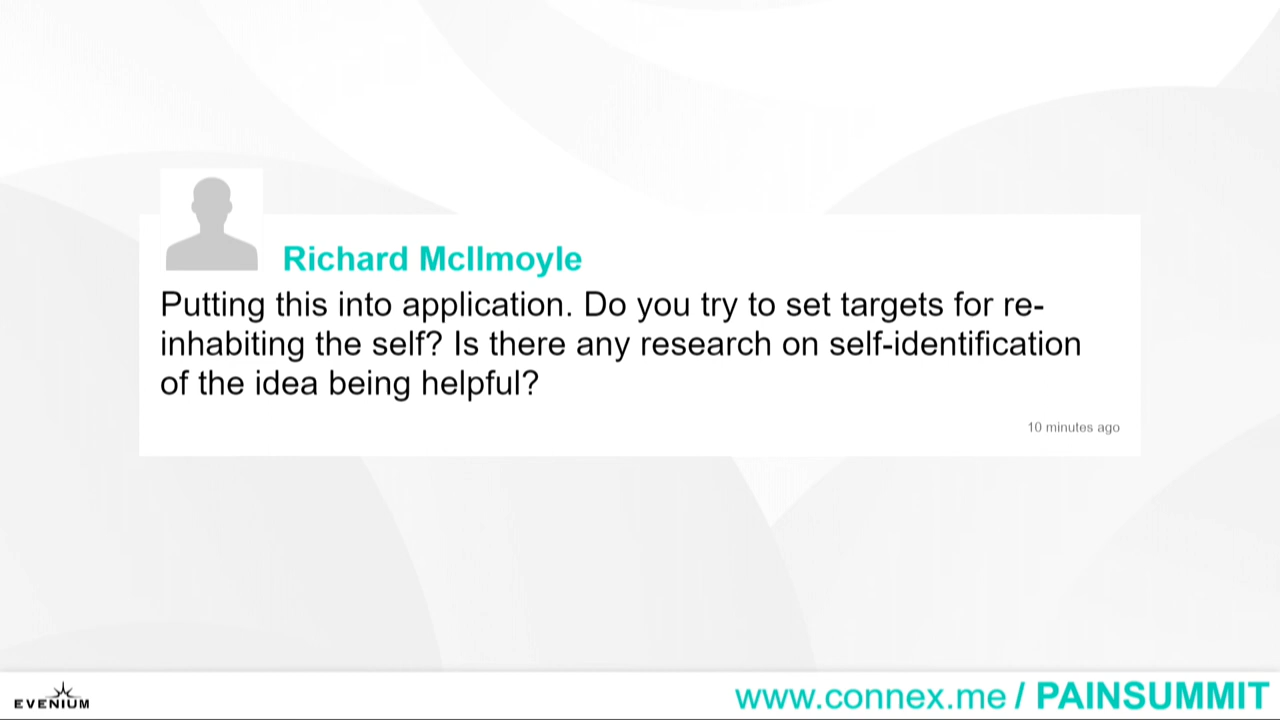 Richard McIlmoyle
Putting this into application. Do you try to set targets for re-
inhabiting the self? Is there any research on self-identification
of the idea being helpful?
10 minutes ago
EVENIUM
www.connex.me / PAINSUMMIT